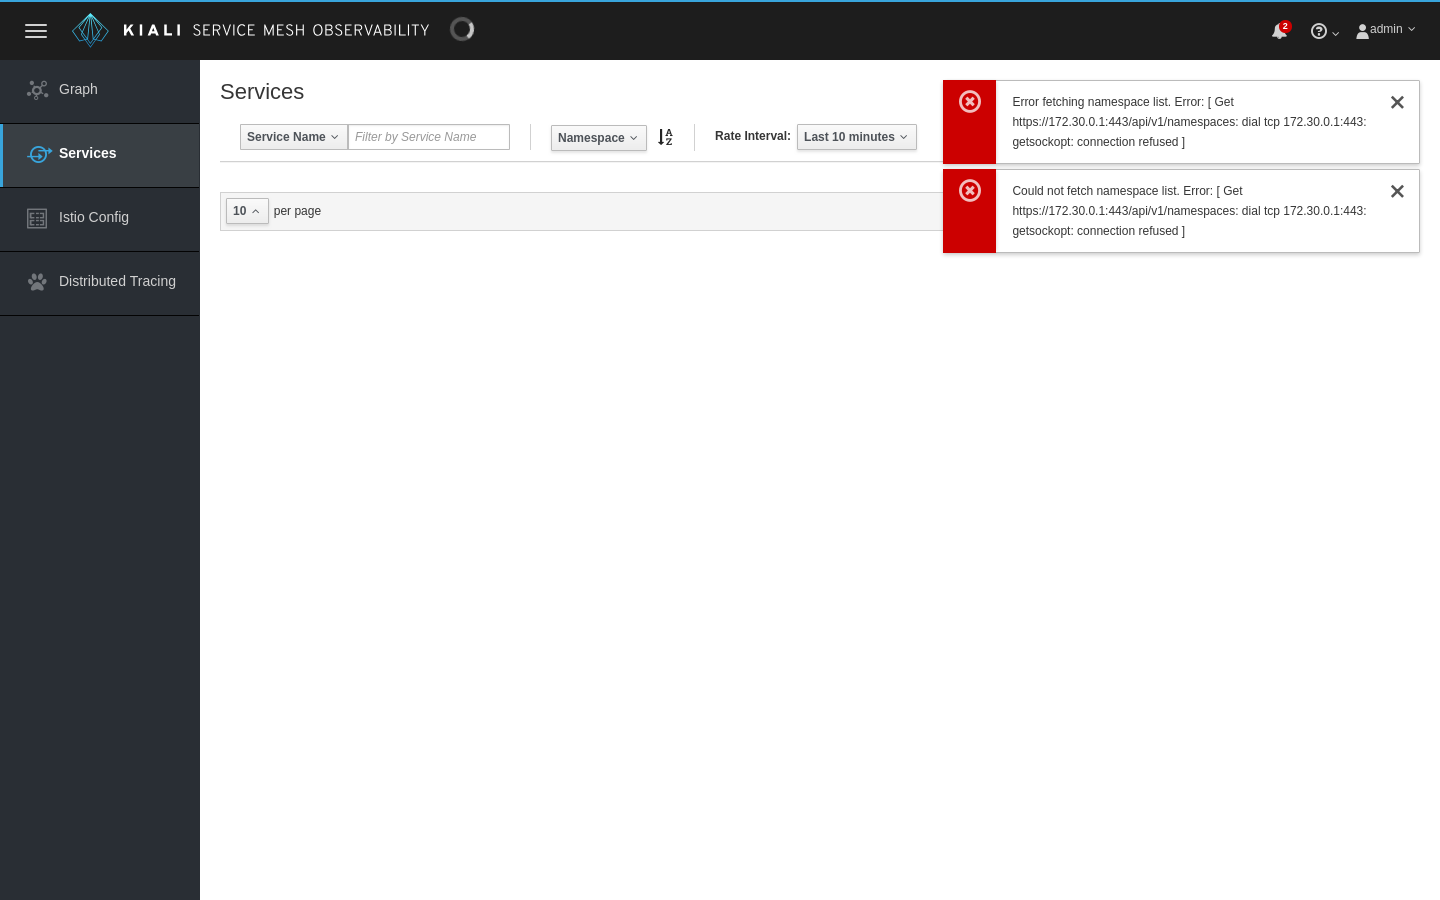 KIALI SERVICE MESH OBSERVABILITY
2
admin
Graph
Services
Istio Config
Distributed Tracing
Services
Service Name
Filter by Service Name
Namespace
Rate Interval:
Last 10 minutes
10 per page
Error fetching namespace list. Error: [ Get
https://172.30.0.1:443/api/v1/namespaces: dial tcp 172.30.0.1:443:
getsockopt: connection refused ]
Could not fetch namespace list. Error: [ Get
https://172.30.0.1:443/api/v1/namespaces: dial tcp 172.30.0.1:443:
getsockopt: connection refused ]